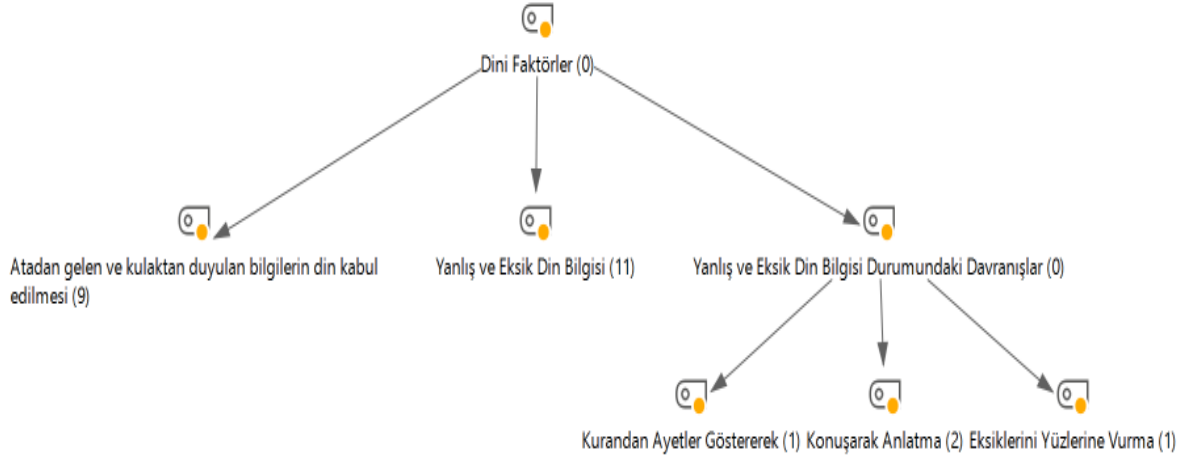 Dini Faktörler (0)
Atadan gelen ve kulaktan duyulan bilgilerin din kabul
edilmesi (9)
Yanlış ve Eksik Din Bilgisi (11)
Yanlış ve Eksik Din Bilgisi Durumundaki Davranışlar (0)
Kurandan Ayetler Göstererek (1)
Konuşarak Anlatma (2)
Eksiklerini Yüzlerine Vurma (1)